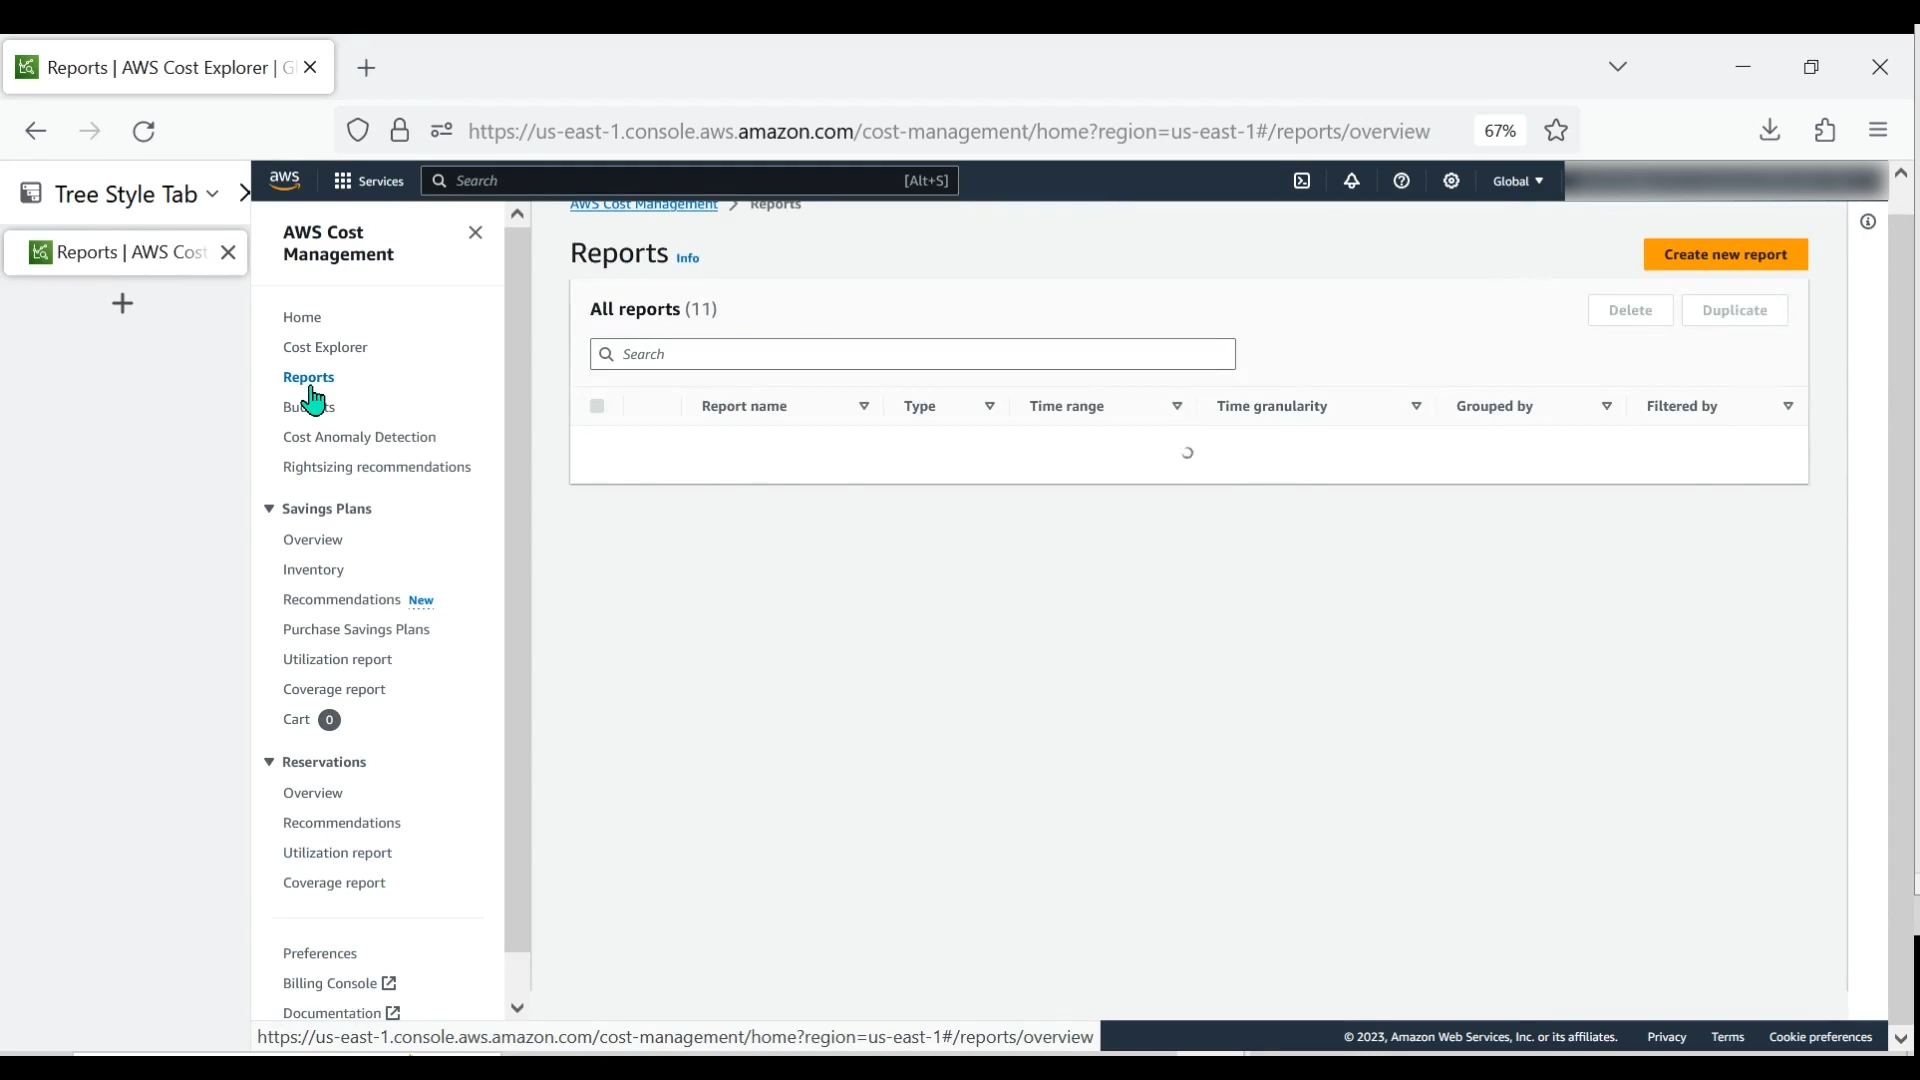 Reports | AWS Cost Explorer | G
https://us-east-1.console.aws.amazon.com/cost-management/home?region=us-east-1#/reports/overview
67%
Tree Style Tab
Reports | AWS Cost
aws
Services
Search
[Alt+S]
Global
AWS Cost Management > Reports
AWS Cost
Management
Home
Cost Explorer
Reports
Cost Anomaly Detection
Rightsizing recommendations
Savings Plans
Overview
Inventory
Recommendations New
Purchase Savings Plans
Utilization report
Coverage report
Cart 0
Reservations
Overview
Recommendations
Utilization report
Coverage report
Preferences
Billing Console
Documentation
Reports Info
Create new report
All reports (11)
Delete
Duplicate
Search
Report name
Type
Time range
Time granularity
Grouped by
Filtered by
https://us-east-1.console.aws.amazon.com/cost-management/home?region=us-east-1#/reports/overview
© 2023, Amazon Web Services, Inc. or its affiliates.
Privacy
Terms
Cookie preferences